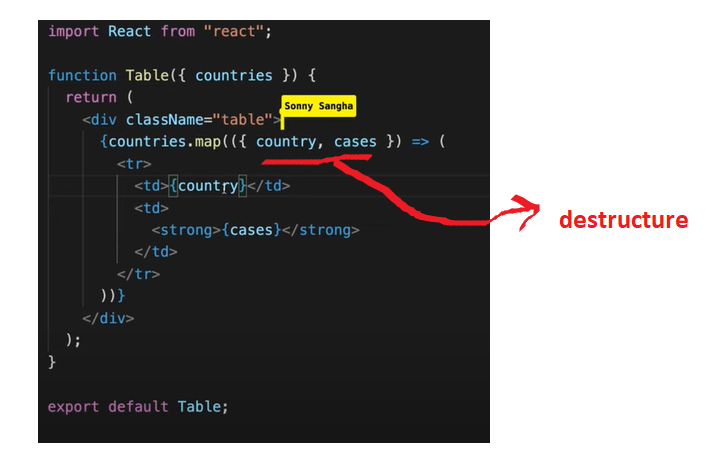 import React from "react";
function Table({ countries }) {
return (
<div className="table">
Sonny Sangha
{countries.map(({ country, cases }) => (
<tr>
<td>{country}</td>
<td>
<strong>{cases}</strong>
</td>
</tr>
))}
</div>
);
}
export default Table;
destructure